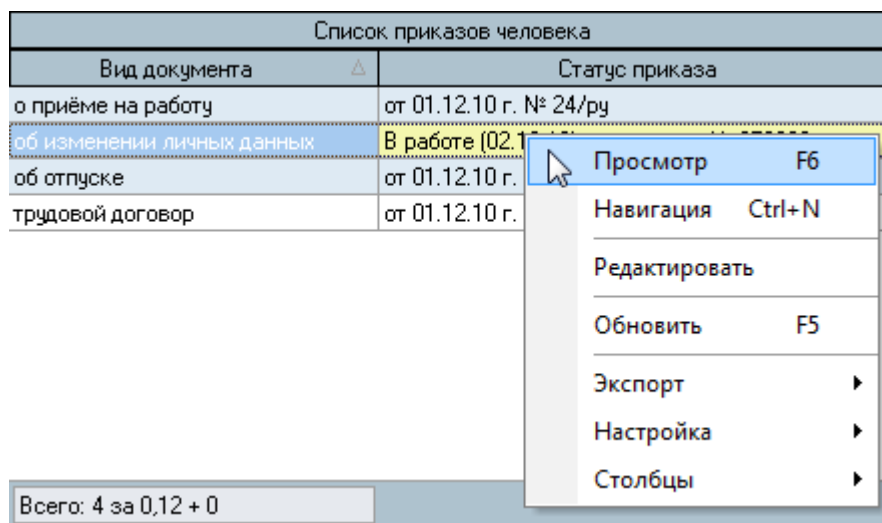 Список приказов человека
Вид документа Статус приказа
о приёме на работу от 01.12.10 г. № 24/ру
об изменении личных данных В работе (02.1
об отпуске от 01.12.10 г.
трудовой договор от 01.12.10 г.
Просмотр F6
Навигация Ctrl+N
Редактировать
Обновить F5
Экспорт
Настройка
Столбцы
Всего: 4 за 0,12 + 0